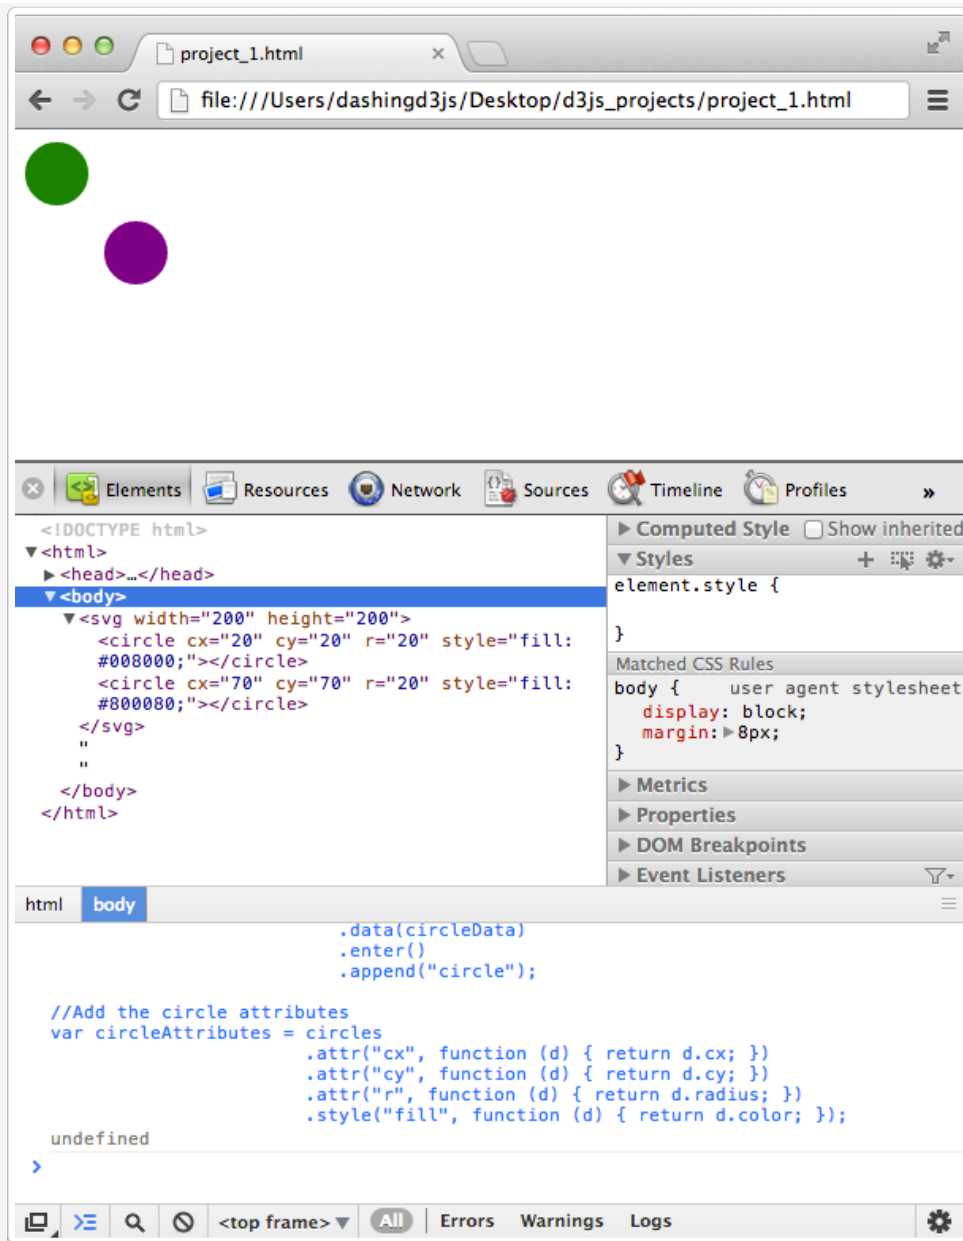 project_1.html
file:///Users/dashingd3js/Desktop/d3js_projects/project_1.html
Elements Resources Network Sources Timeline Profiles »
<!DOCTYPE html>
▼<html>
▶<head>…</head>
▼<body>
▼<svg width="200" height="200">
<circle cx="20" cy="20" r="20" style="fill:
#008000;"></circle>
<circle cx="70" cy="70" r="20" style="fill:
#800080;"></circle>
</svg>
"
"
</body>
</html>
▶ Computed Style Show inherited
▼ Styles
element.style {
}
Matched CSS Rules
body { user agent stylesheet
display: block;
margin:▶8px;
}
▶ Metrics
▶ Properties
▶ DOM Breakpoints
▶ Event Listeners
html body
.data(circleData)
.enter()
.append("circle");
//Add the circle attributes
var circleAttributes = circles
.attr("cx", function (d) { return d.cx; })
.attr("cy", function (d) { return d.cy; })
.attr("r", function (d) { return d.radius; })
.style("fill", function (d) { return d.color; });
undefined
>
<top frame> ▼ All Errors Warnings Logs